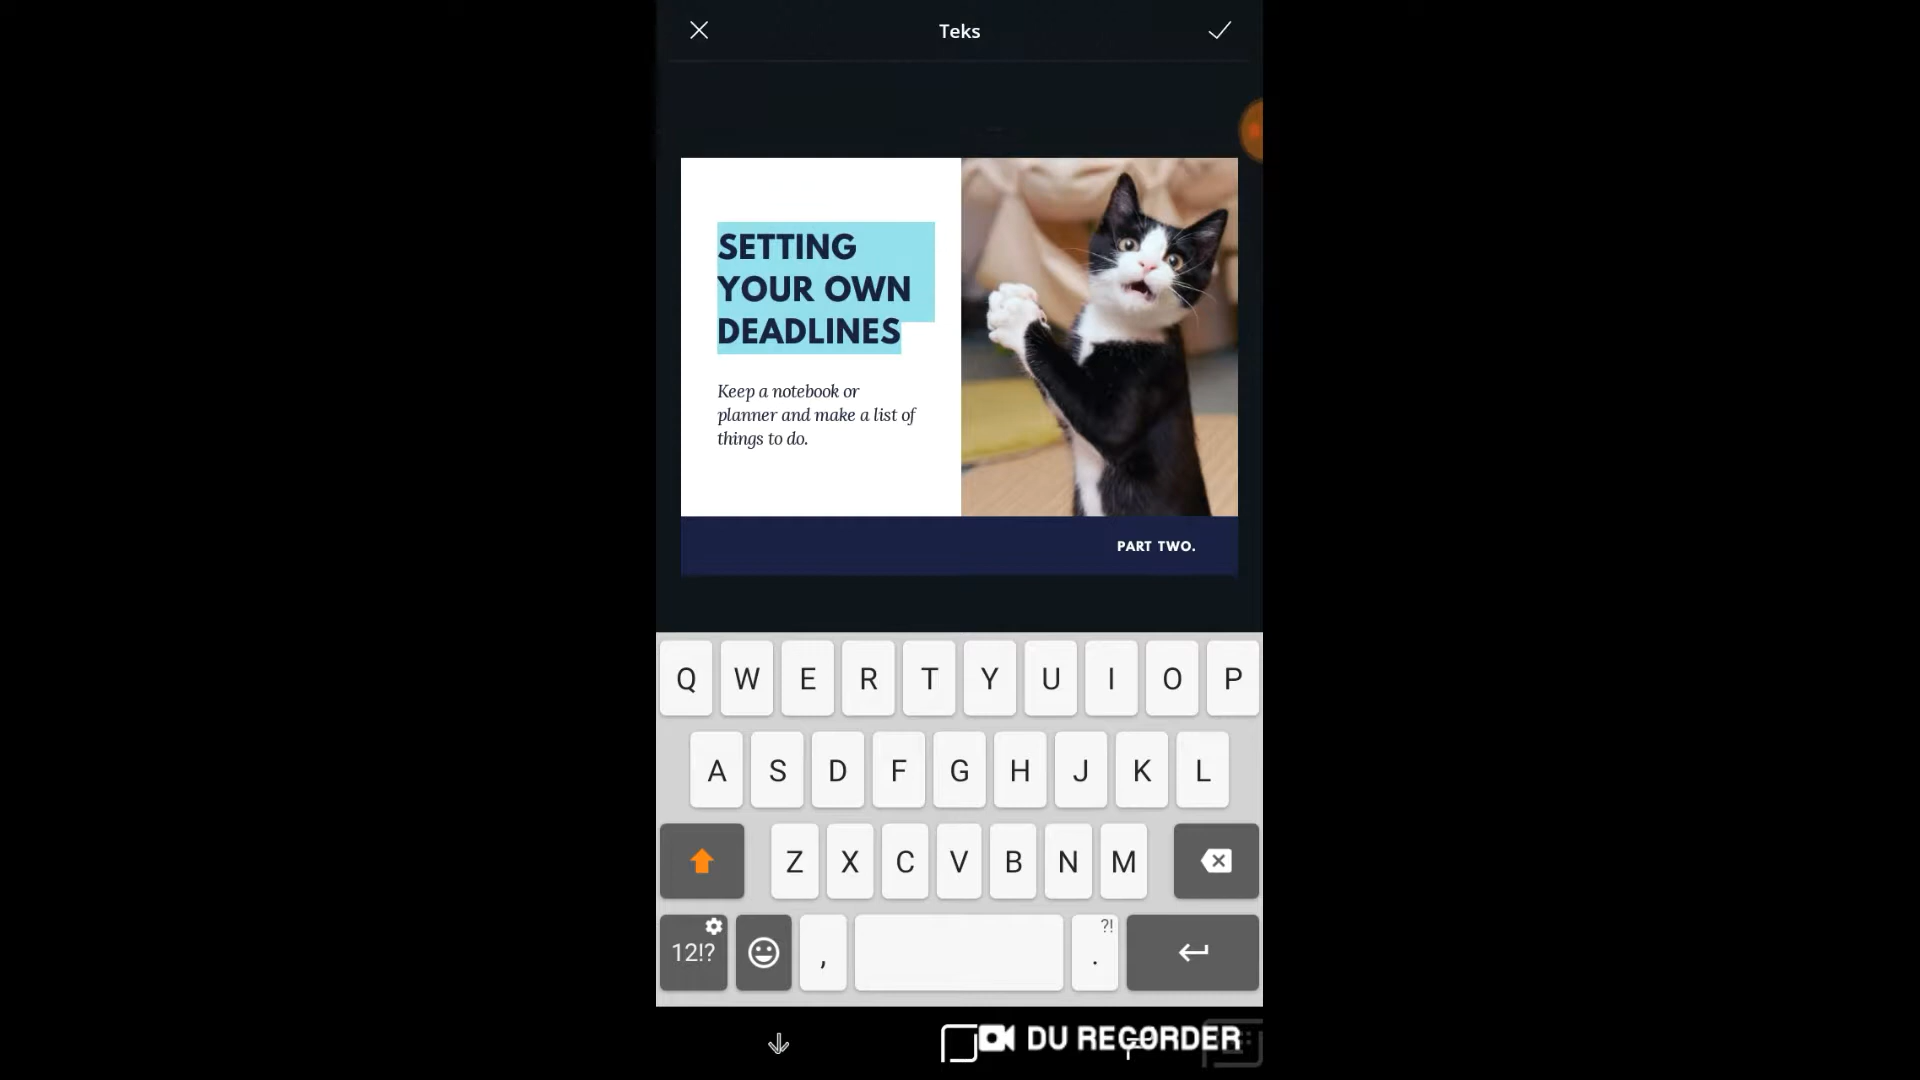 Teks
SETTING
YOUR OWN
DEADLINES
Keep a notebook or
planner and make a list of
things to do.
PART TWO.
Q W E R T Y U I O P
A S D F G H J K L
Z X C V B N M
12!? , ?! .
DU RECORDER